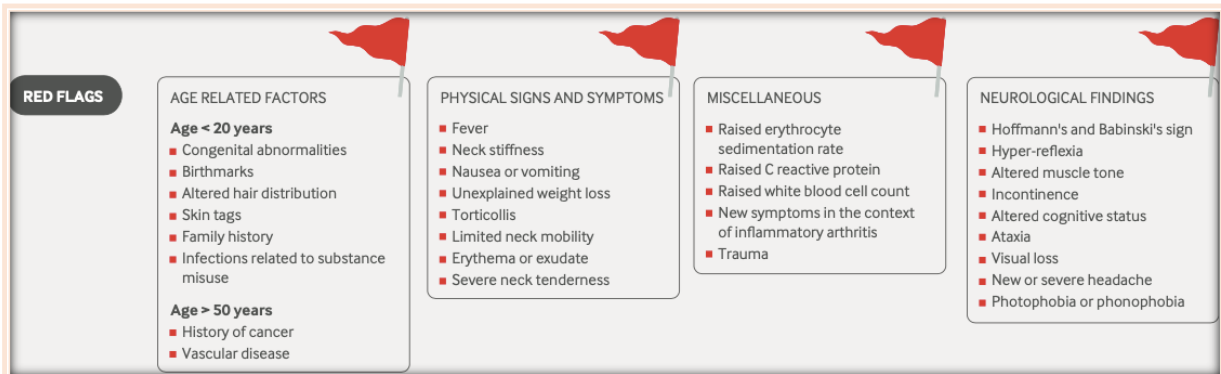 RED FLAGS
AGE RELATED FACTORS
Age < 20 years
Congenital abnormalities
Birthmarks
Altered hair distribution
Skin tags
Family history
Infections related to substance
misuse
Age > 50 years
History of cancer
Vascular disease
PHYSICAL SIGNS AND SYMPTOMS
Fever
Neck stiffness
Nausea or vomiting
Unexplained weight loss
Torticollis
Limited neck mobility
Erythema or exudate
Severe neck tenderness
MISCELLANEOUS
Raised erythrocyte
sedimentation rate
Raised C reactive protein
Raised white blood cell count
New symptoms in the context
of inflammatory arthritis
Trauma
NEUROLOGICAL FINDINGS
Hoffmann's and Babinski's sign
Hyper-reflexia
Altered muscle tone
Incontinence
Altered cognitive status
Ataxia
Visual loss
New or severe headache
Photophobia or phonophobia